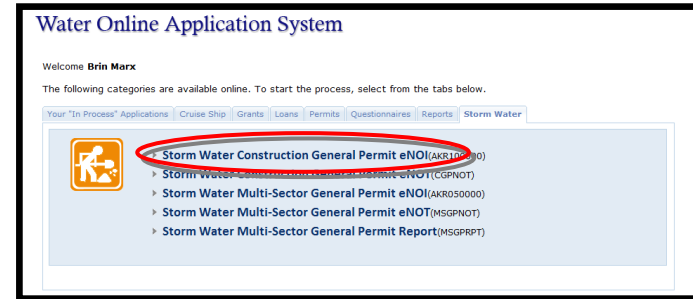 Water Online Application System
Welcome Brin Marx
The following categories are available online. To start the process, select from the tabs below.
Your "In Process" Applications Cruise Ship Grants Loans Permits Questionnaires Reports Storm Water
Storm Water Construction General Permit eNOI(AKR100000)
Storm Water Construction General Permit eNOT(CGPNOT)
Storm Water Multi-Sector General Permit eNOI(AKR050000)
Storm Water Multi-Sector General Permit eNOT(MSGPNOT)
Storm Water Multi-Sector General Permit Report(MSGPRPT)